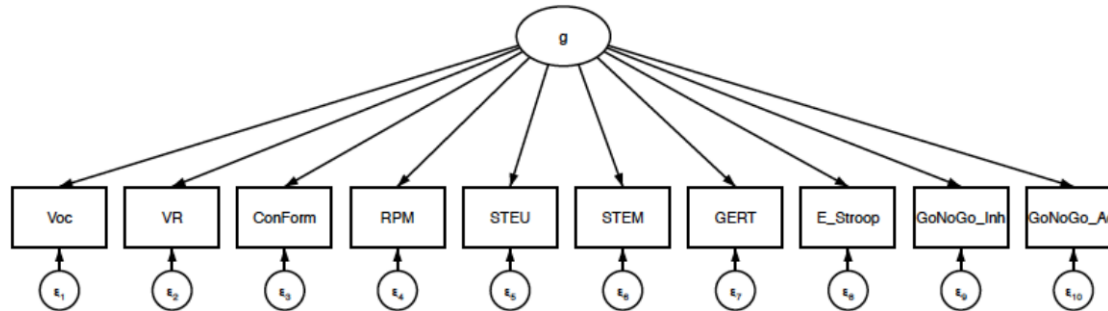 g
Voc VR ConForm RPM STEU STEM GERT E_Stroop GoNoGo_Inh
ε1 ε2 ε3 ε4 ε5 ε6 ε7 ε8 ε9 ε10